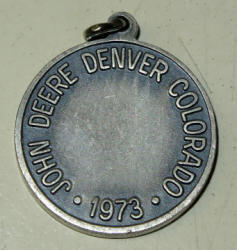 JOHN DEERE DENVER COLORADO
• 1973 •